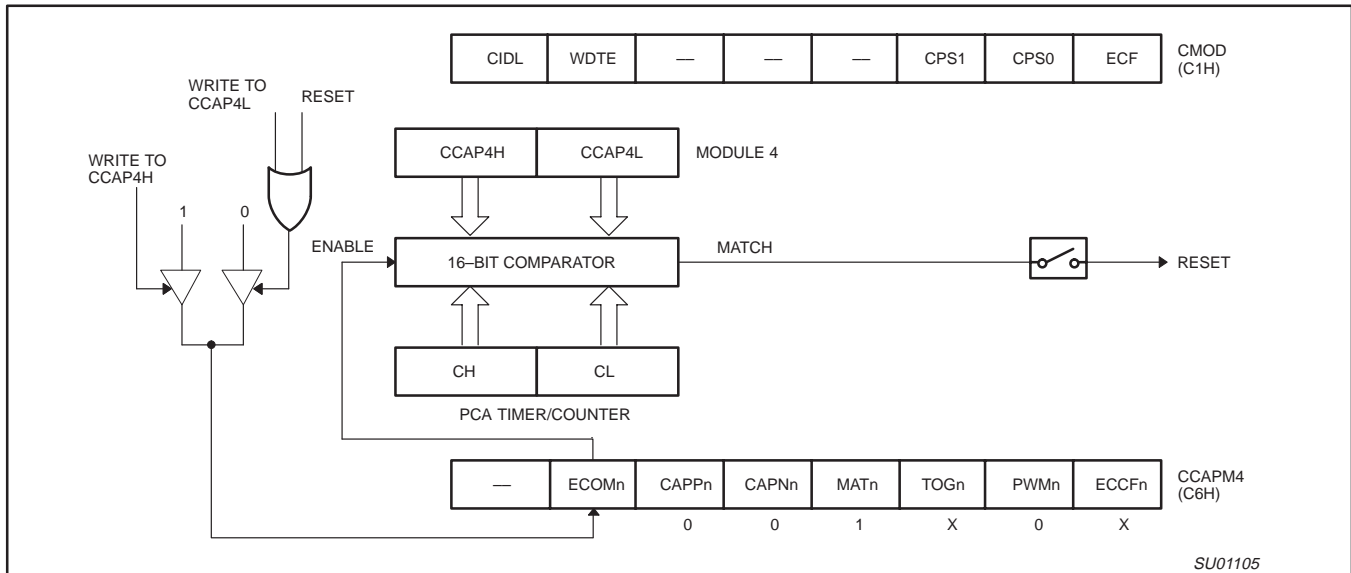 CIDL WDTE — — — CPS1 CPS0 ECF
CMOD
(C1H)
WRITE TO
CCAP4L
RESET
WRITE TO
CCAP4H
CCAP4H CCAP4L
MODULE 4
1 0
ENABLE
16–BIT COMPARATOR
MATCH
RESET
CH CL
PCA TIMER/COUNTER
— ECOMn CAPPn CAPNn MATn TOGn PWMn ECCFn
CCAPM4
(C6H)
0 0 1 X 0 X
SU01105